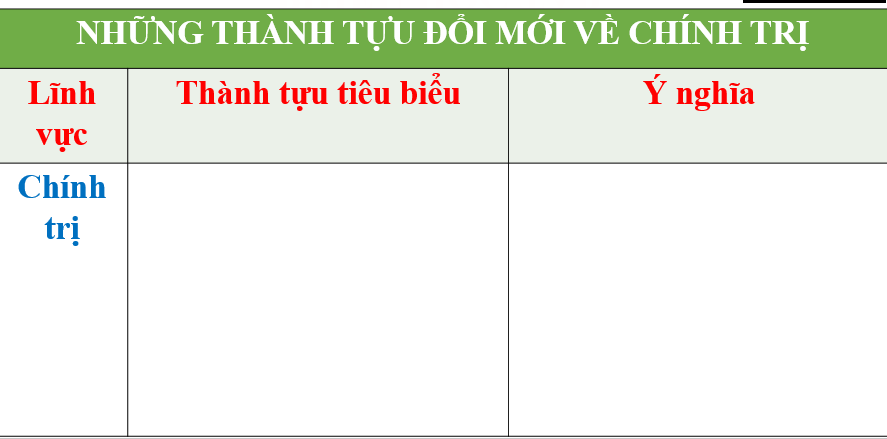 NHỮNG THÀNH TỰU ĐỔI MỚI VỀ CHÍNH TRỊ
Lĩnh
vực
Thành tựu tiêu biểu
Ý nghĩa
Chính
trị